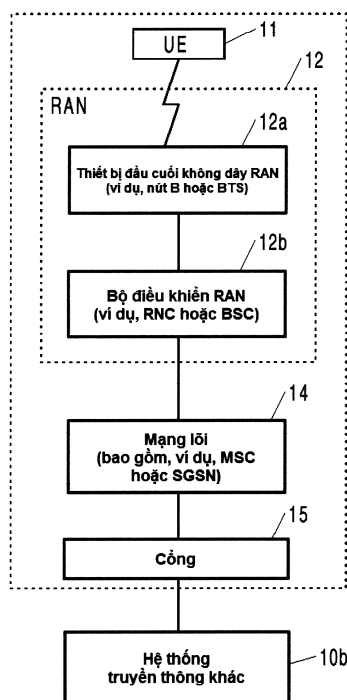 UE
11
12
RAN
12a
Thiết bị đầu cuối không dây RAN
(ví dụ, nút B hoặc BTS)
12b
Bộ điều khiển RAN
(ví dụ, RNC hoặc BSC)
14
Mạng lõi
(bao gồm, ví dụ, MSC
hoặc SGSN)
15
Cổng
Hệ thống
truyền thông khác
10b